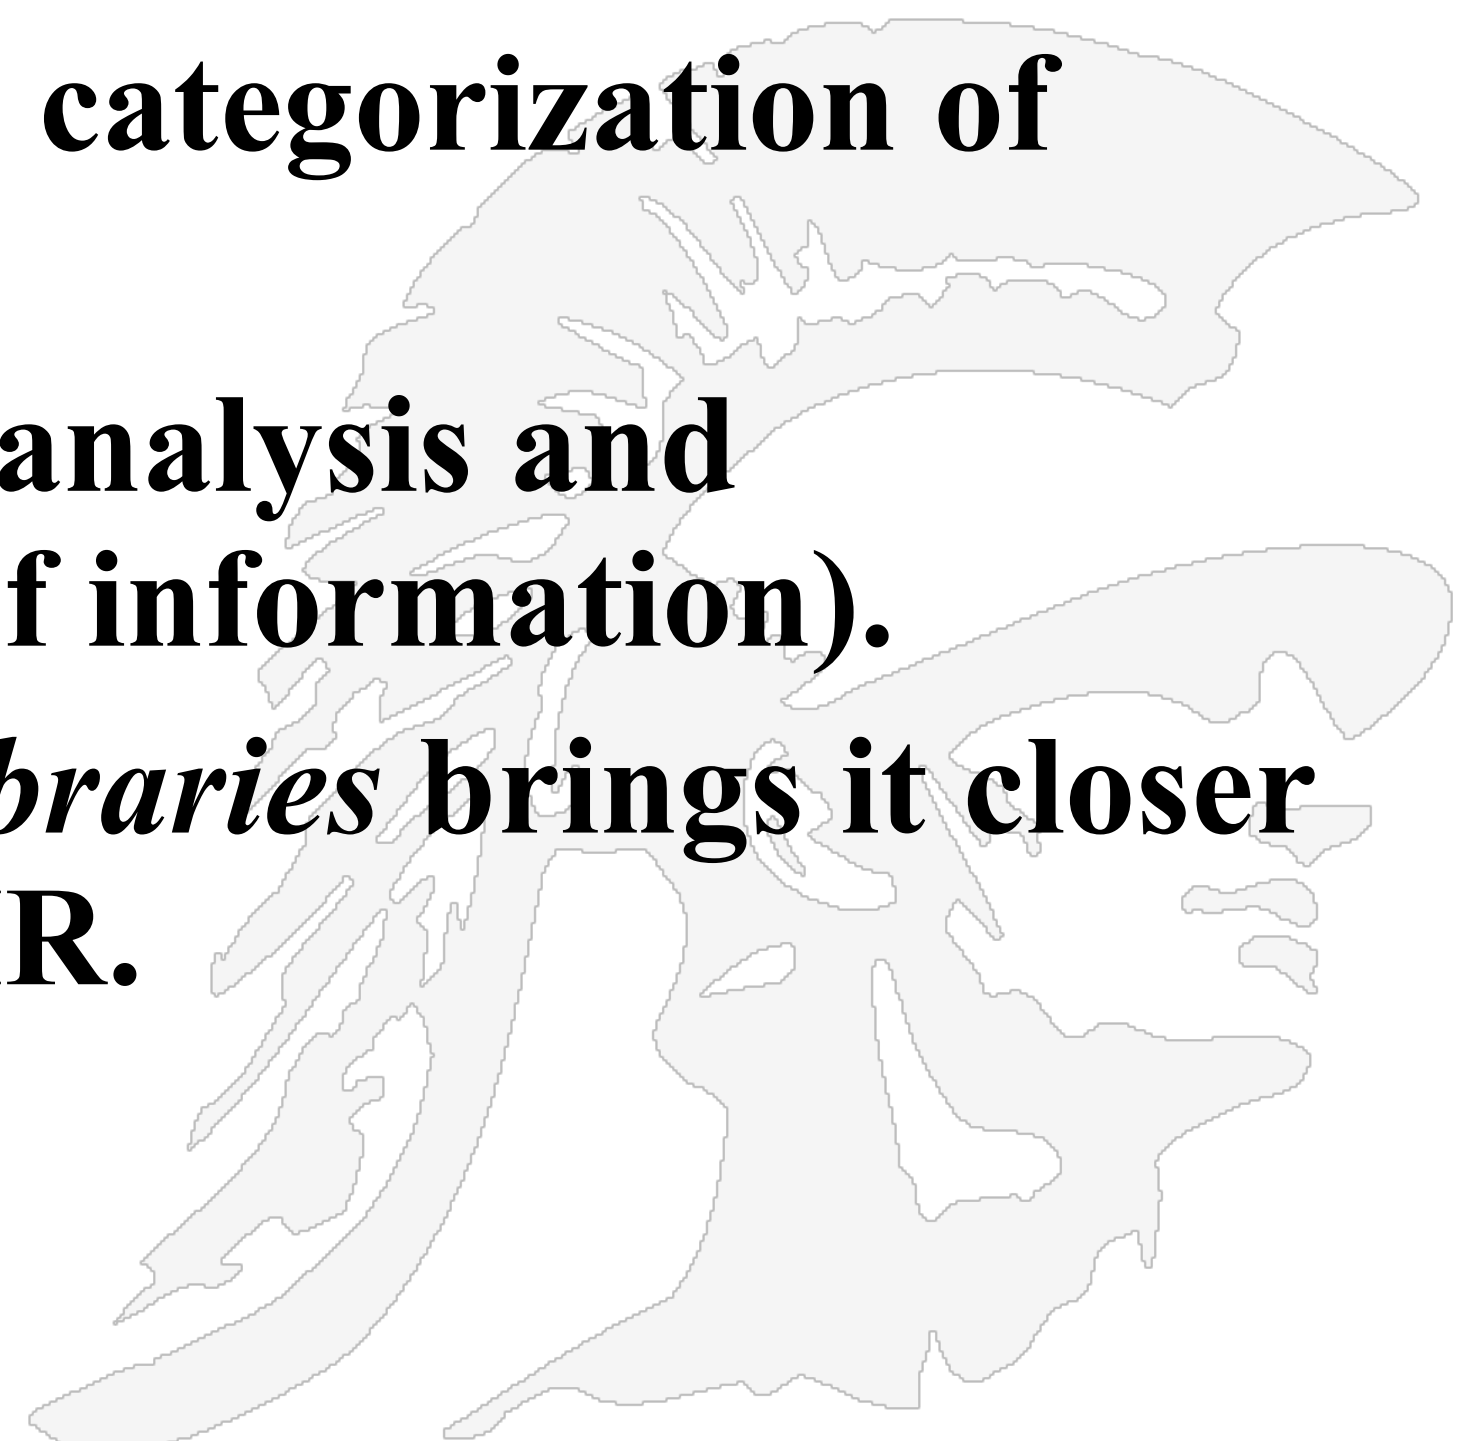 categorization of
analysis and
f information).
braries brings it closer
R.